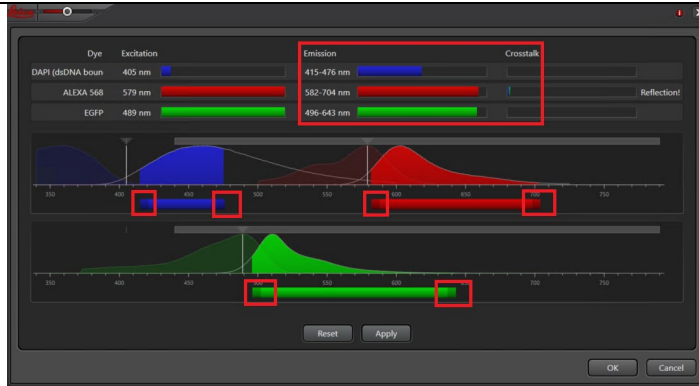 Dye Excitation Emission Crosstalk
DAPI (dsDNA boun 405 nm 415-476 nm
ALEXA 568 579 nm 582-704 nm Reflection!
EGFP 489 nm 496-643 nm
350 400 450 500 550 600 650 700 750
350 400 450 500 550 600 650 700 750
Reset Apply
OK Cancel